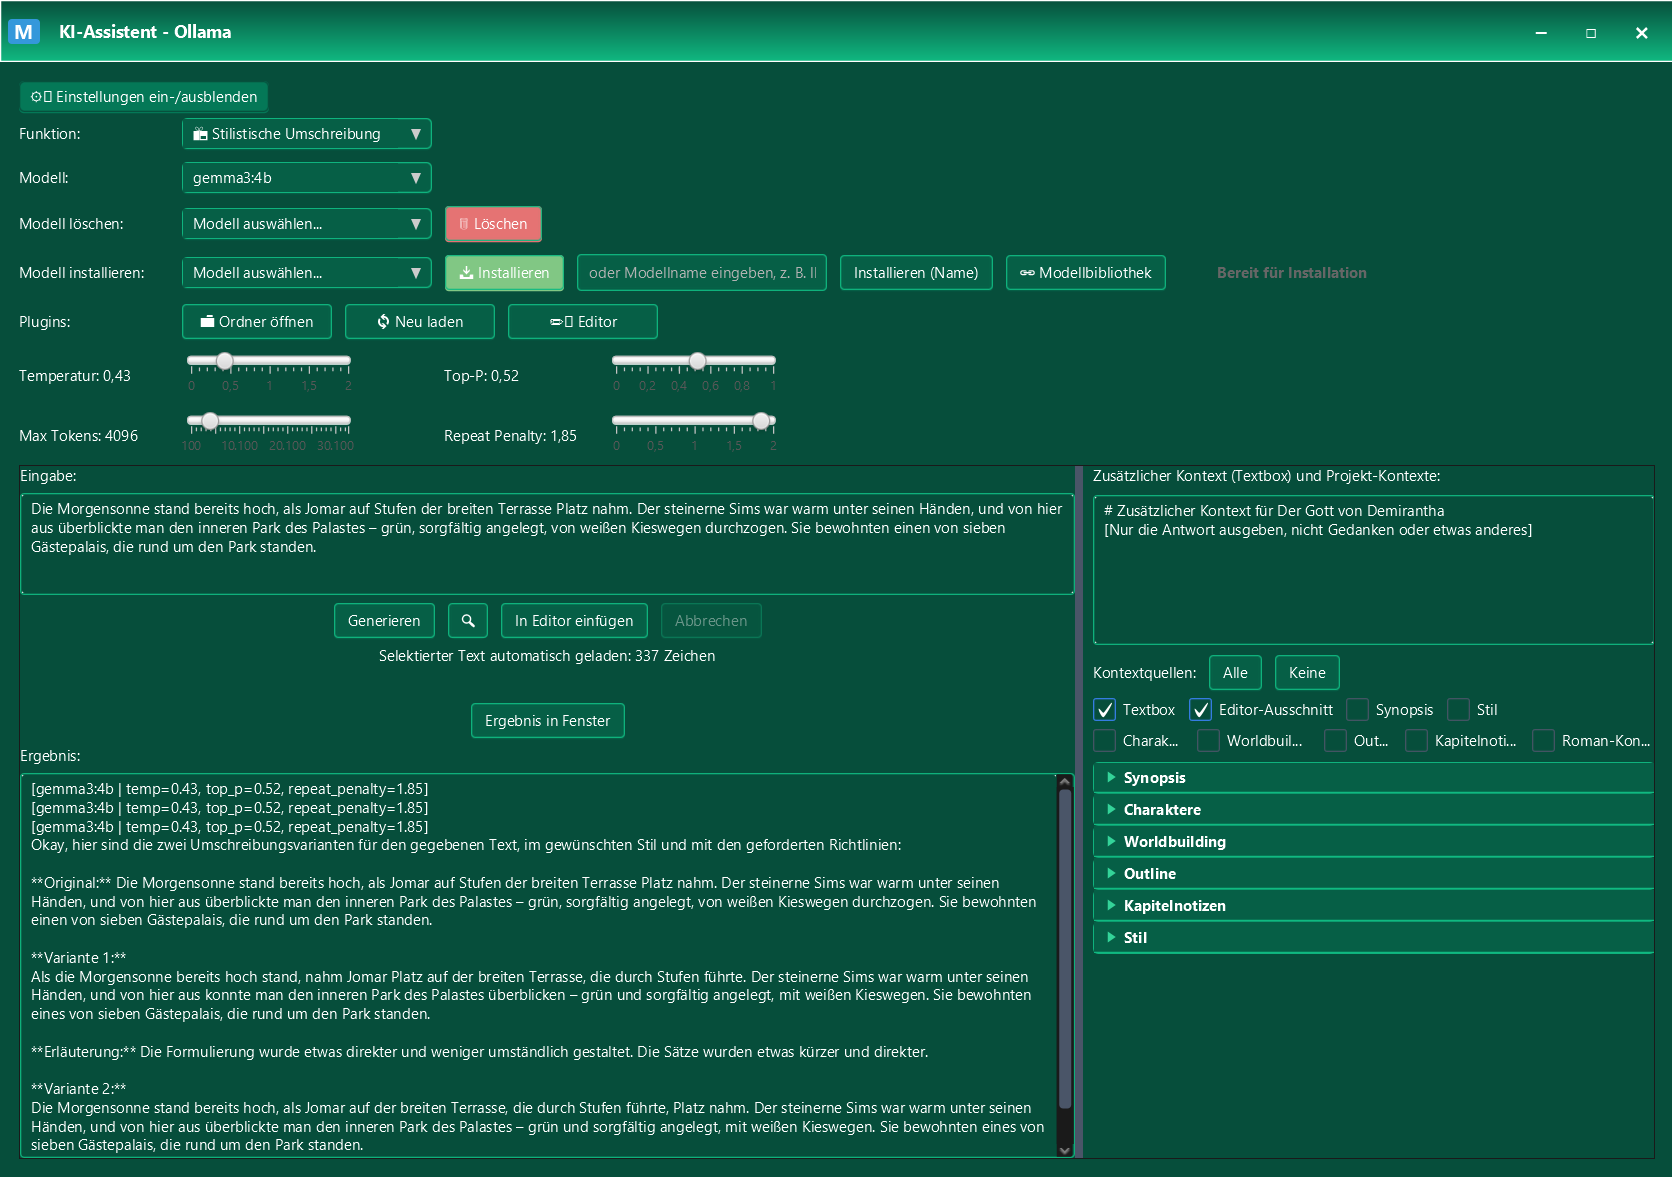 M KI-Assistent - Ollama
Einstellungen ein-/ausblenden
Funktion: Stilistische Umschreibung
Modell: gemma3:4b
Modell löschen: Modell auswählen... Löschen
Modell installieren: Modell auswählen... Installieren oder Modellname eingeben, z. B. ll Installieren (Name) Modellbibliothek Bereit für Installation
Plugins: Ordner öffnen Neu laden Editor
Temperatur: 0,43 Top-P: 0,52
0 0,5 1 1,5 2 0 0,2 0,4 0,6 0,8 1
Max Tokens: 4096 Repeat Penalty: 1,85
100 10.100 20.100 30.100 0 0,5 1 1,5 2
Eingabe:
Die Morgensonne stand bereits hoch, als Jomar auf Stufen der breiten Terrasse Platz nahm. Der steinerne Sims war warm unter seinen Händen, und von hier
aus überblickte man den inneren Park des Palastes – grün, sorgfältig angelegt, von weißen Kieswegen durchzogen. Sie bewohnten einen von sieben
Gästepalais, die rund um den Park standen.
Generieren In Editor einfügen Abbrechen
Selektierter Text automatisch geladen: 337 Zeichen
Ergebnis in Fenster
Ergebnis:
[gemma3:4b | temp=0.43, top_p=0.52, repeat_penalty=1.85]
[gemma3:4b | temp=0.43, top_p=0.52, repeat_penalty=1.85]
[gemma3:4b | temp=0.43, top_p=0.52, repeat_penalty=1.85]
Okay, hier sind die zwei Umschreibungsvarianten für den gegebenen Text, im gewünschten Stil und mit den geforderten Richtlinien:
**Original:** Die Morgensonne stand bereits hoch, als Jomar auf Stufen der breiten Terrasse Platz nahm. Der steinerne Sims war warm unter seinen
Händen, und von hier aus überblickte man den inneren Park des Palastes – grün, sorgfältig angelegt, von weißen Kieswegen durchzogen. Sie bewohnten
einen von sieben Gästepalais, die rund um den Park standen.
**Variante 1:**
Als die Morgensonne bereits hoch stand, nahm Jomar Platz auf der breiten Terrasse, die durch Stufen führte. Der steinerne Sims war warm unter seinen
Händen, und von hier aus konnte man den inneren Park des Palastes überblicken – grün und sorgfältig angelegt, mit weißen Kieswegen. Sie bewohnten
eines von sieben Gästepalais, die rund um den Park standen.
**Erläuterung:** Die Formulierung wurde etwas direkter und weniger umständlich gestaltet. Die Sätze wurden etwas kürzer und direkter.
**Variante 2:**
Die Morgensonne stand bereits hoch, als Jomar auf der breiten Terrasse, die durch Stufen führte, Platz nahm. Der steinerne Sims war warm unter seinen
Händen, und von hier aus überblickte man den inneren Park des Palastes – grün und sorgfältig angelegt, mit weißen Kieswegen. Sie bewohnten eines von
sieben Gästepalais, die rund um den Park standen.
Zusätzlicher Kontext (Textbox) und Projekt-Kontexte:
# Zusätzlicher Kontext für Der Gott von Demirantha
[Nur die Antwort ausgeben, nicht Gedanken oder etwas anderes]
Kontextquellen: Alle Keine
Textbox Editor-Ausschnitt Synopsis Stil
Charak... Worldbuil... Out... Kapitelnoti... Roman-Kon...
Synopsis
Charaktere
Worldbuilding
Outline
Kapitelnotizen
Stil